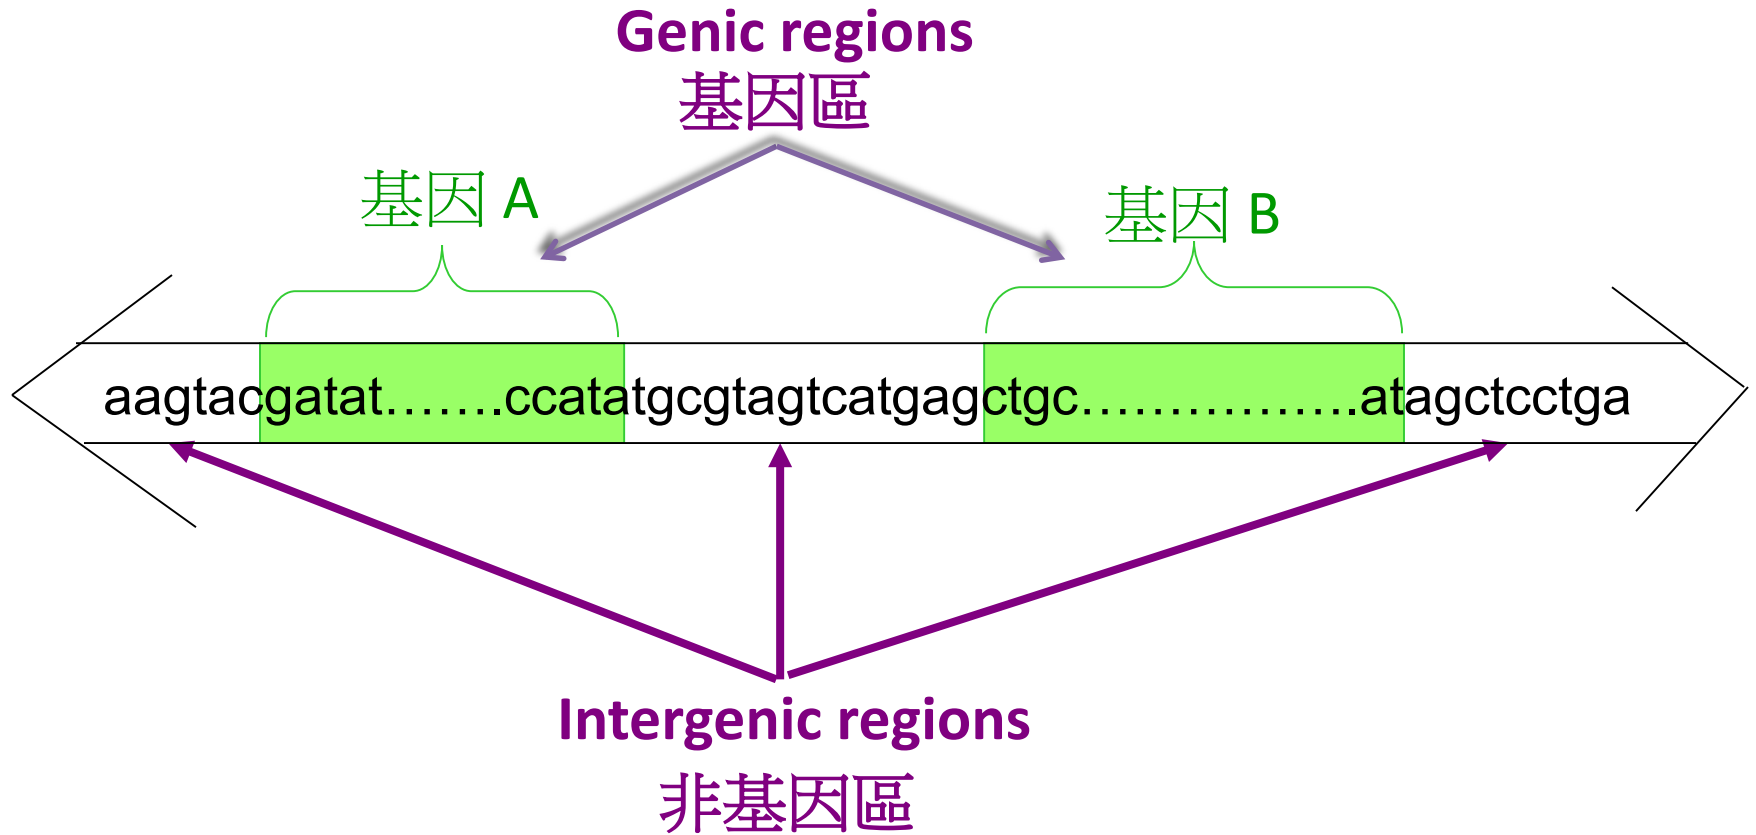 Genic regions
基因區
基因 A
基因 B
aagtacgatat…….ccatatgcgtagtcatgagctgc…………….atagctcctga
Intergenic regions
非基因區